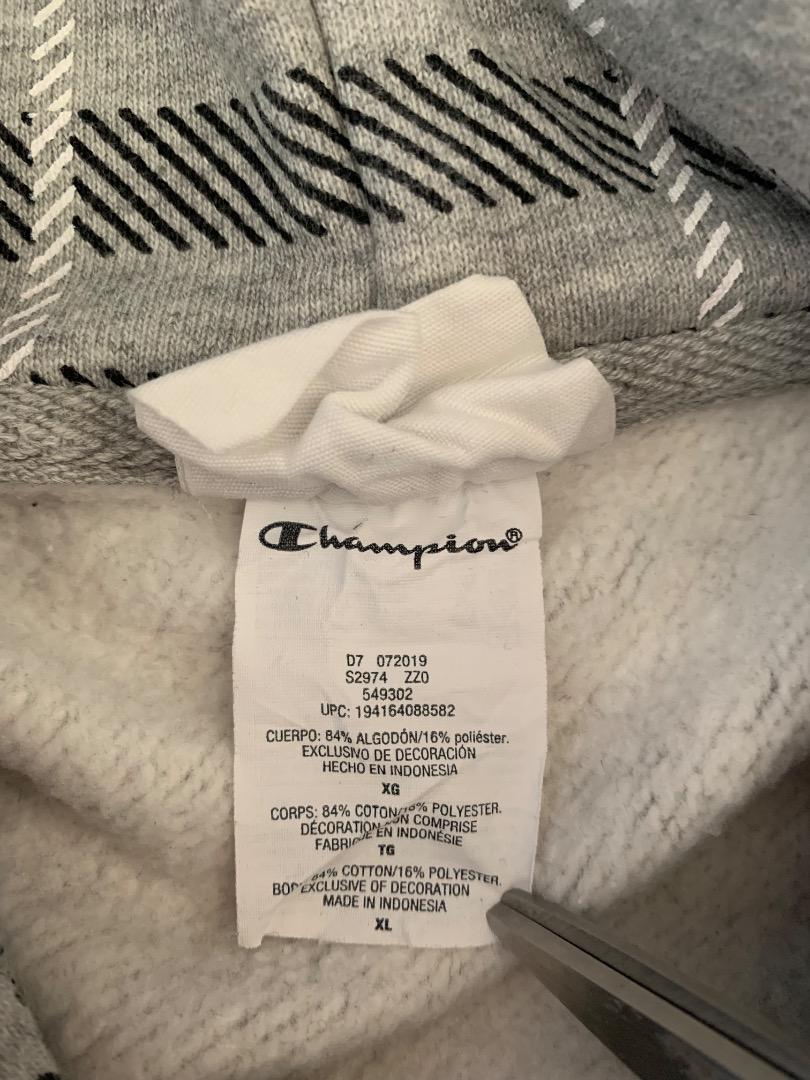 Champion®
D7 072019
S2974 ZZ0
549302
UPC: 194164088582
CUERPO: 84% ALGODÓN/16% poliéster.
EXCLUSIVO DE DECORACIÓN
HECHO EN INDONESIA
XG
CORPS: 84% COTON/16% POLYESTER.
DÉCORATION NON COMPRISE
EN INDONÉSIE
TG
84% COTTON/16% POLYESTER.
EXCLUSIVE OF DECORATION
MADE IN INDONESIA
XL